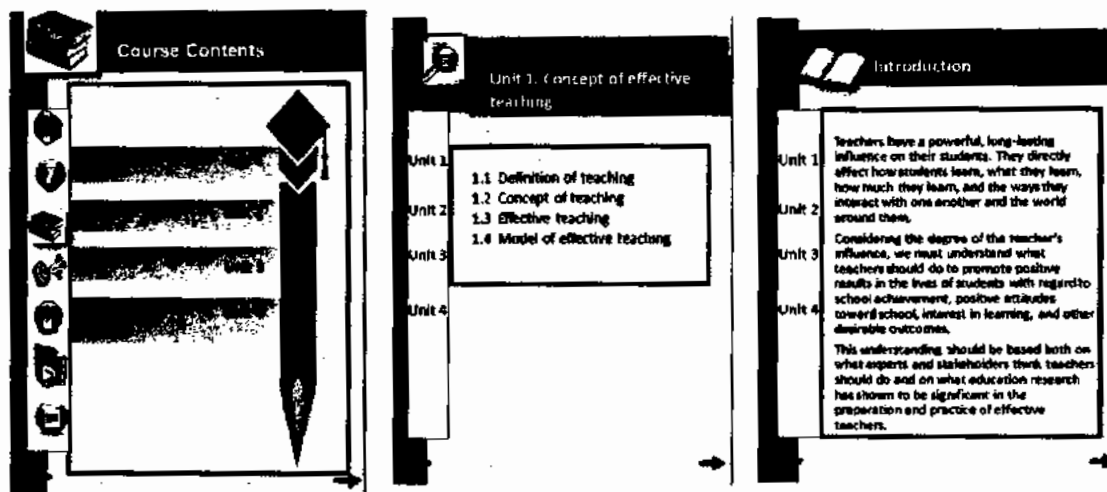 Course Contents
Unit 3
Unit 1. Concept of effective
teaching
Unit 1
Unit 2
Unit 3
Unit 4
1.1 Definition of teaching
1.2 Concept of teaching
1.3 Effective teaching
1.4 Model of effective teaching
Introduction
Unit 1
Unit 2
Unit 3
Unit 4
Teachers have a powerful, long-lasting
influence on their students. They directly
affect how students learn, what they learn,
how much they learn, and the ways they
interact with one another and the world
around them.
Considering the degree of the teacher's
influence, we must understand what
teachers should do to promote positive
results in the lives of students with regard to
school achievement, positive attitudes
toward school, interest in learning, and other
desirable outcomes.
This understanding should be based both on
what experts and stakeholders think teachers
should do and on what education research
has shown to be significant in the
preparation and practice of effective
teachers.